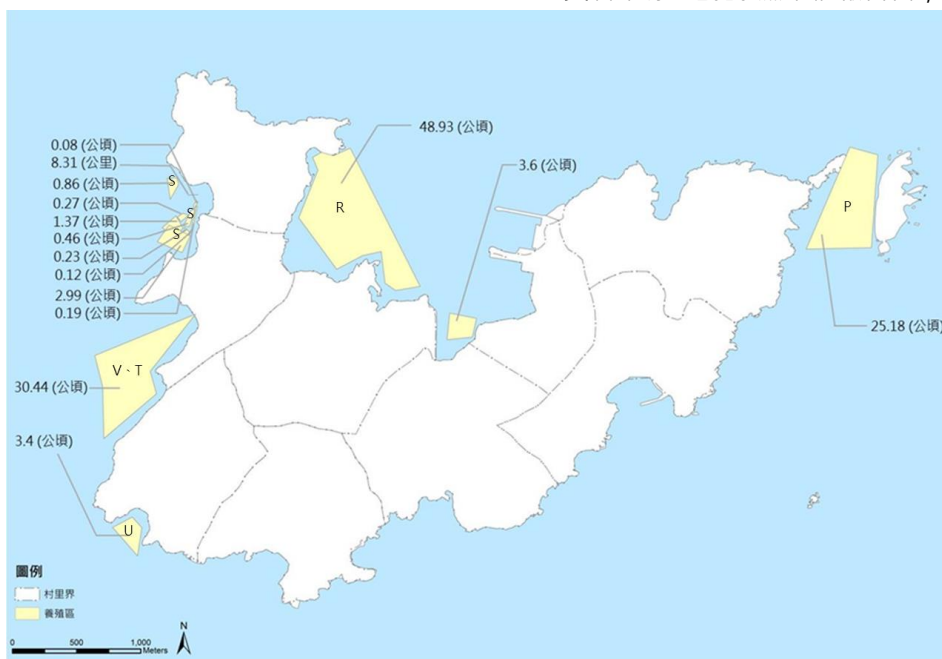 48.93 (公頃)
0.08 (公頃)
8.31 (公里)
0.86 (公頃)
0.27 (公頃)
1.37 (公頃)
0.46 (公頃)
0.23 (公頃)
0.12 (公頃)
2.99 (公頃)
0.19 (公頃)
S
S
S
R
3.6 (公頃)
P
25.18 (公頃)
V、T
30.44 (公頃)
3.4 (公頃)
U
圖例
村里界
養殖區
0 500 1,000
Meters
N